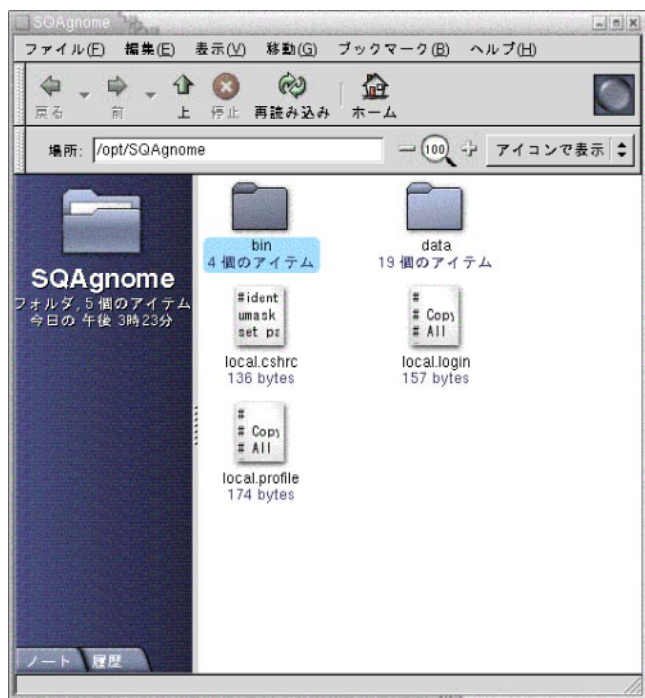 SQAgnome
ファイル(F) 編集(E) 表示(V) 移動(G) ブックマーク(B) ヘルプ(H)
戻る 前 上 停止 再読み込み ホーム
場所: /opt/SQAgnome 100 アイコンで表示
SQAgnome
フォルダ, 5 個のアイテム
今日の 午後 3時23分
bin
4 個のアイテム
data
19 個のアイテム
#ident
umask
set pa
local.cshrc
136 bytes
#
# Copy
# All
local.login
157 bytes
#
# Copy
# All
local.profile
174 bytes
ノート 履歴